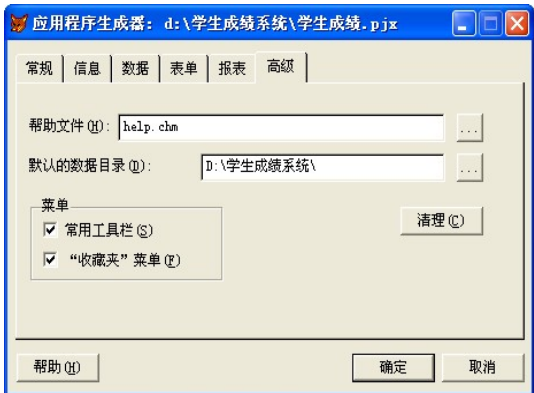 应用程序生成器: d:\学生成绩系统\学生成绩.pjx
常规 信息 数据 表单 报表 高级
帮助文件(H): help.chm ...
默认的数据目录(D): D:\学生成绩系统\ ...
菜单
常用工具栏(S)
“收藏夹”菜单(F)
清理(C)
帮助(H) 确定 取消